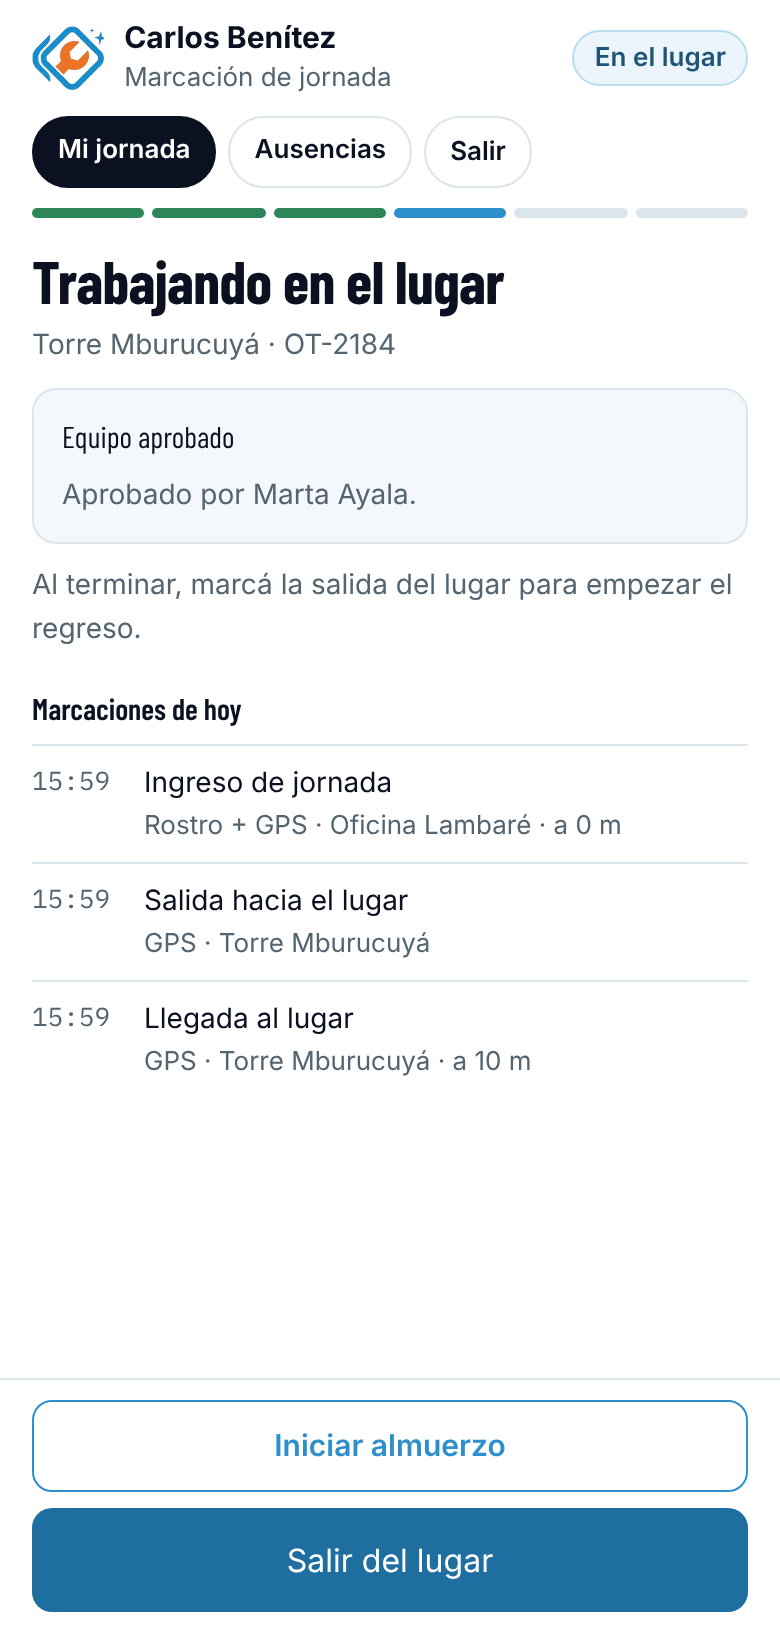 Carlos Benítez
Marcación de jornada
En el lugar
Mi jornada
Ausencias
Salir
Trabajando en el lugar
Torre Mburucuyá · OT-2184
Equipo aprobado
Aprobado por Marta Ayala.
Al terminar, marcá la salida del lugar para empezar el
regreso.
Marcaciones de hoy
15:59 Ingreso de jornada
Rostro + GPS · Oficina Lambaré · a 0 m
15:59 Salida hacia el lugar
GPS · Torre Mburucuyá
15:59 Llegada al lugar
GPS · Torre Mburucuyá · a 10 m
Iniciar almuerzo
Salir del lugar